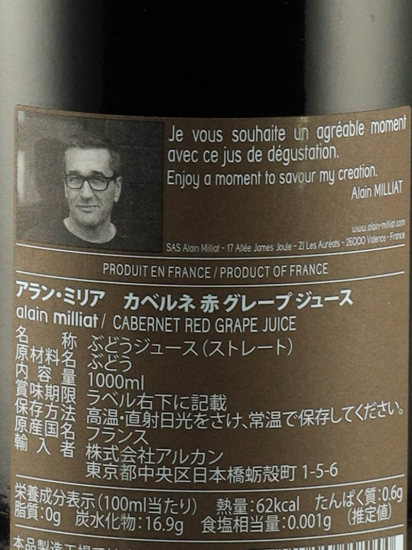 Je vous souhaite un agréable moment
avec ce jus de dégustation.
Enjoy a moment to savour my creation.
Alain MILLIAT
www.alain-milliat.com
SAS Alain Milliat - 17 Allée James Joule - ZI Les Auréats - 26000 Valence - France
PRODUIT EN FRANCE / PRODUCT OF FRANCE
アラン・ミリア カベルネ 赤 グレープ ジュース
alain milliat / CABERNET RED GRAPE JUICE
名称 ぶどうジュース(ストレート)
原材料名 ぶどう
内容量 1000ml
賞味期限 ラベル右下に記載
保存方法 高温・直射日光をさけ、常温で保存してください。
原産国名 フランス
輸入者 株式会社アルカン
東京都中央区日本橋蛎殻町 1-5-6
栄養成分表示(100ml当たり) 熱量:62kcal たんぱく質:0.6g
脂質:0g 炭水化物:16.9g 食塩相当量:0.001g (推定値)